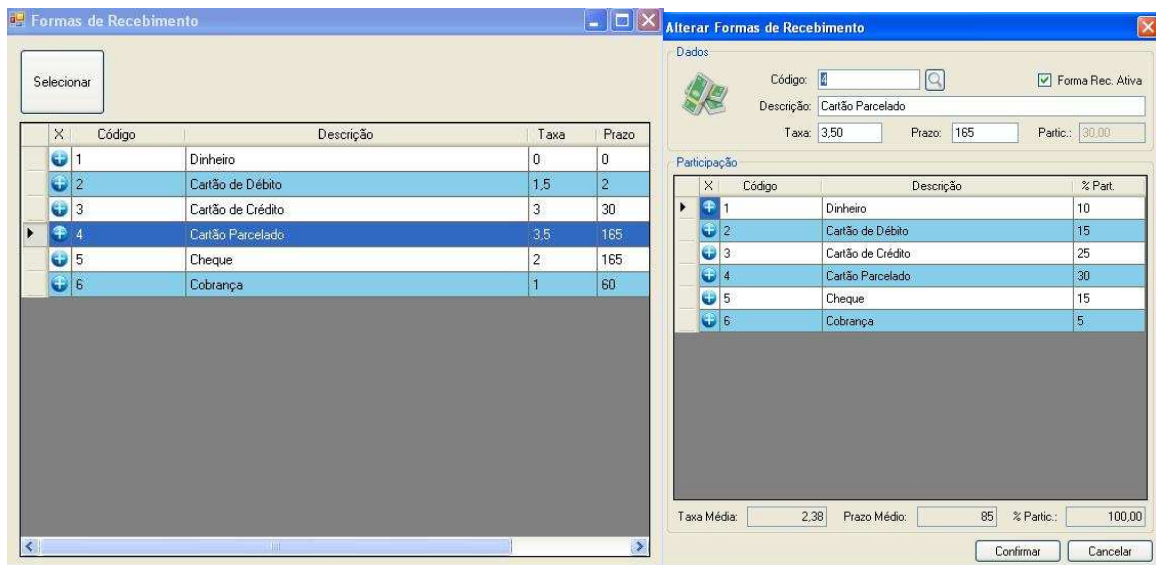 Formas de Recebimento
Selecionar
X Código Descrição Taxa Prazo
1 Dinheiro 0 0
2 Cartão de Débito 1,5 2
3 Cartão de Crédito 3 30
4 Cartão Parcelado 3,5 165
5 Cheque 2 165
6 Cobrança 1 60
Alterar Formas de Recebimento
Dados
Código: 4 Forma Rec. Ativa
Descrição: Cartão Parcelado
Taxa: 3,50 Prazo: 165 Partic.: 30,00
Participação
X Código Descrição % Part.
1 Dinheiro 10
2 Cartão de Débito 15
3 Cartão de Crédito 25
4 Cartão Parcelado 30
5 Cheque 15
6 Cobrança 5
Taxa Média: 2,38 Prazo Médio: 85 % Partic.: 100,00
Confirmar Cancelar